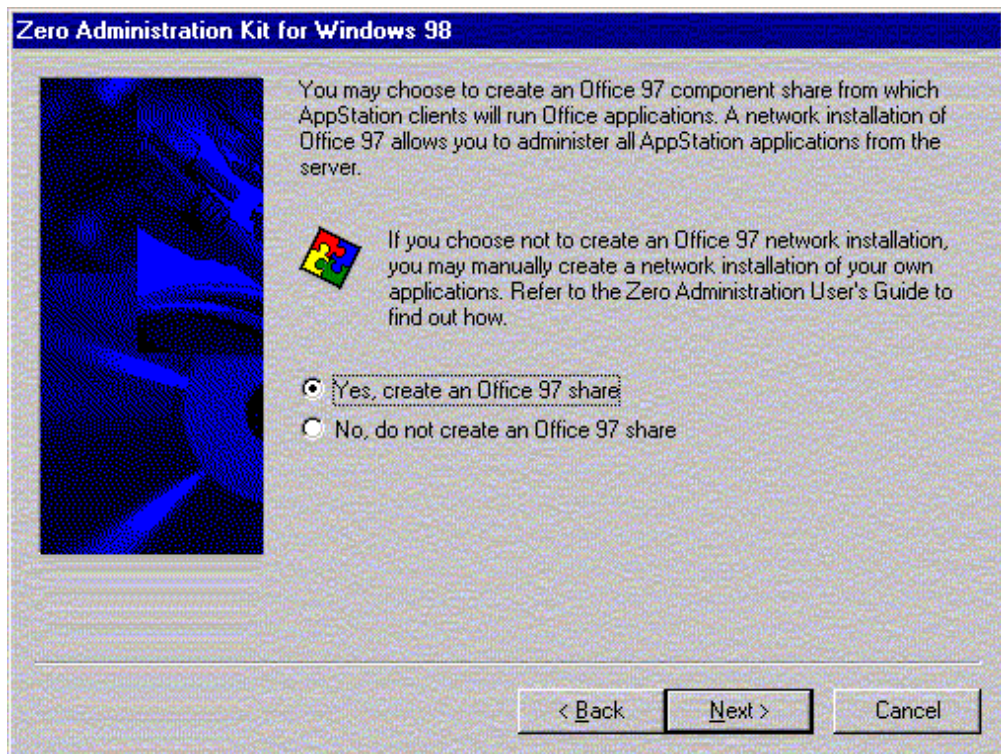 Zero Administration Kit for Windows 98
You may choose to create an Office 97 component share from which
AppStation clients will run Office applications. A network installation of
Office 97 allows you to administer all AppStation applications from the
server.
If you choose not to create an Office 97 network installation,
you may manually create a network installation of your own
applications. Refer to the Zero Administration User's Guide to
find out how.
Yes, create an Office 97 share
No, do not create an Office 97 share
< Back
Next >
Cancel